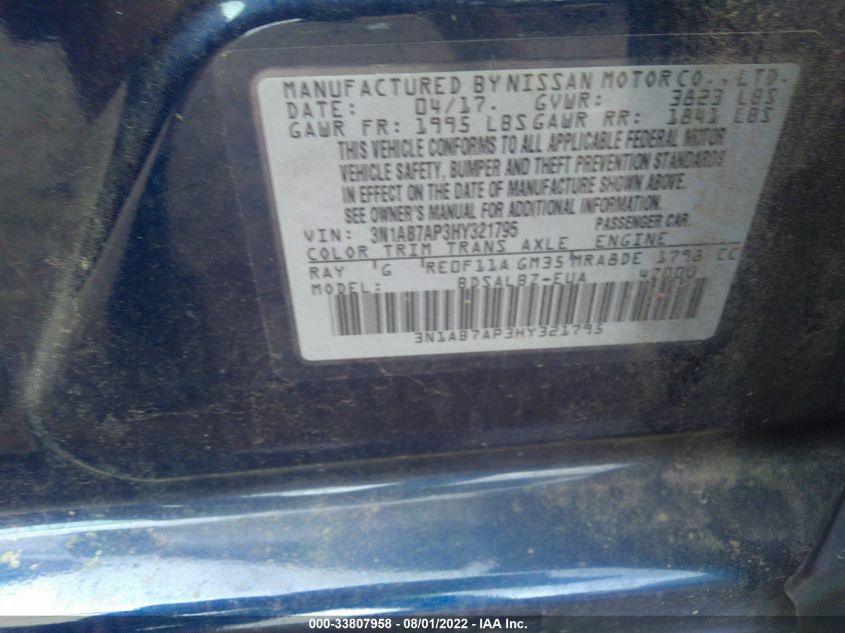 MANUFACTURED BY NISSAN MOTOR CO., LTD.
DATE: 04/17. GVWR: 3823 LBS
GAWR FR: 1995 LBS GAWR RR: 1841 LBS
THIS VEHICLE CONFORMS TO ALL APPLICABLE FEDERAL MOTOR
VEHICLE SAFETY, BUMPER AND THEFT PREVENTION STANDARDS
IN EFFECT ON THE DATE OF MANUFACTURE SHOWN ABOVE.
SEE OWNER'S MANUAL FOR ADDITIONAL INFORMATION.
VIN: 3N1AB7AP3HY321795 PASSENGER CAR.
COLOR TRIM TRANS AXLE ENGINE
RAY G RE0F11A GM35 MRA8DE 1798 CC
MODEL: BDSALBZ-EUA 47000
3N1AB7AP3HY321795
000-33807958 - 08/01/2022 - IAA Inc.